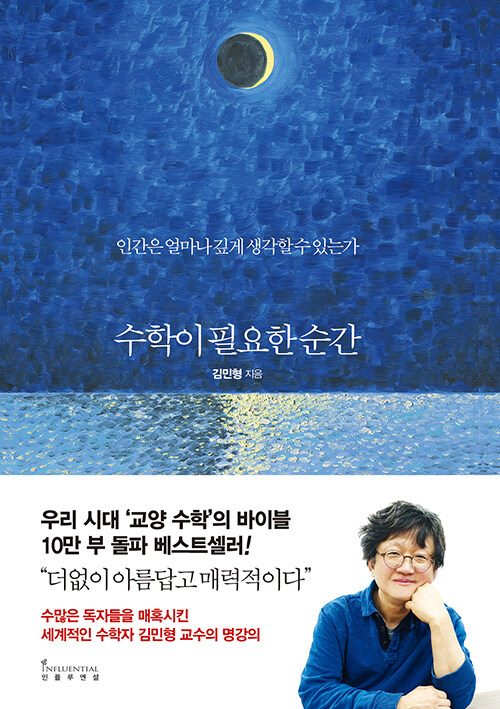 인간은 얼마나 깊게 생각할 수 있는가
수학이 필요한 순간
김민형 지음
우리 시대 ‘교양 수학’의 바이블
10만 부 돌파 베스트셀러!
“더없이 아름답고 매력적이다”
수많은 독자들을 매혹시킨
세계적인 수학자 김민형 교수의 명강의
INFLUENTIAL
인플루엔셜